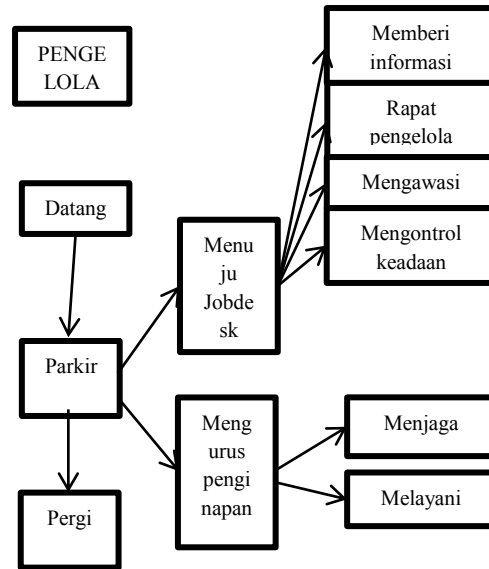 PENGE
LOLA
Memberi
informasi
Rapat
pengelola
Mengawasi
Mengontrol
keadaan
Datang
Menu
ju
Jobde
sk
Parkir
Meng
urus
pengi
napan
Menjaga
Melayani
Pergi